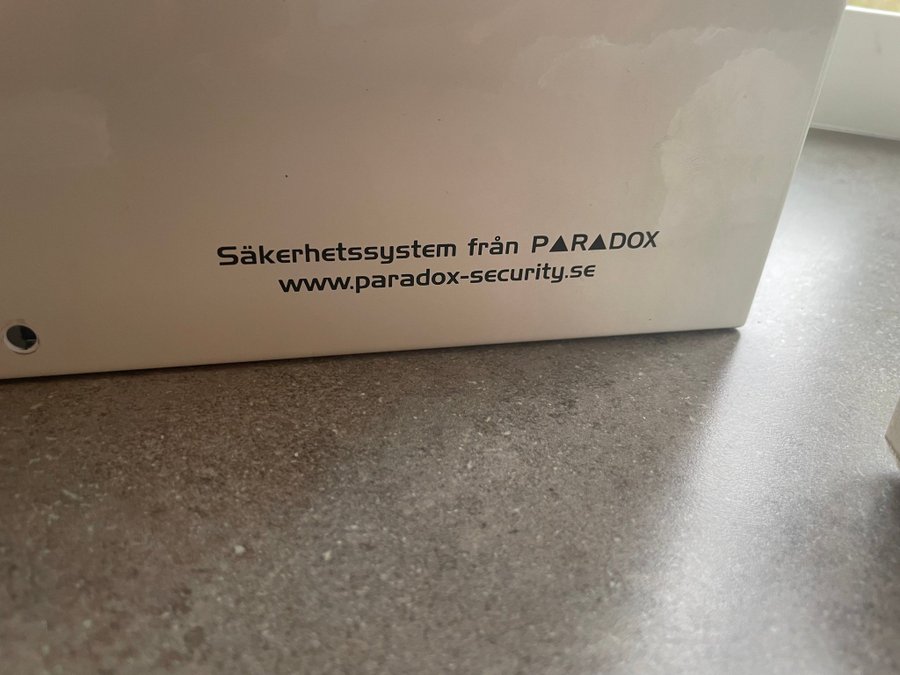 Säkerhetssystem från PARADOX
www.paradox-security.se